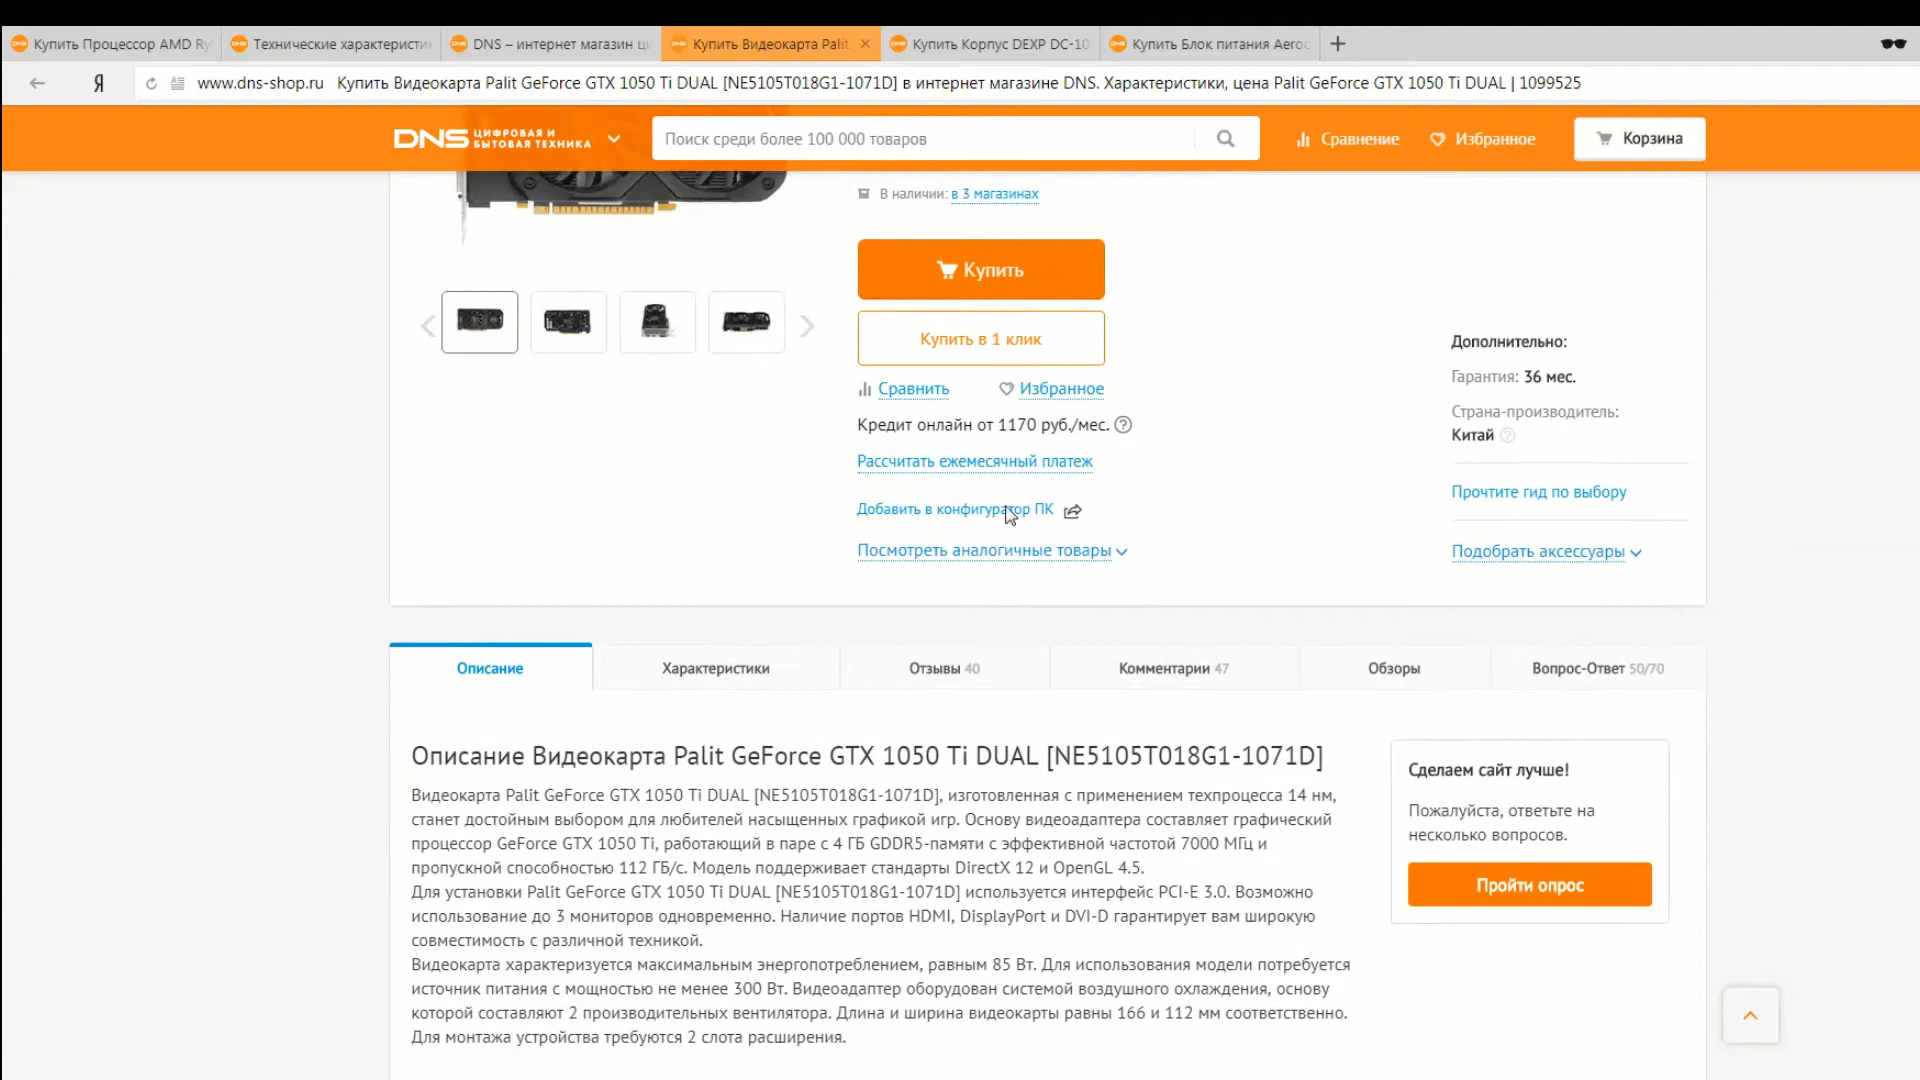 Купить Процессор AMD Ry
Технические характеристи
DNS – интернет магазин ц
Купить Видеокарта Palit
Купить Корпус DEXP DC-10
Купить Блок питания Aeroc
Я
www.dns-shop.ru Купить Видеокарта Palit GeForce GTX 1050 Ti DUAL [NE5105T018G1-1071D] в интернет магазине DNS. Характеристики, цена Palit GeForce GTX 1050 Ti DUAL | 1099525
DNS ЦИФРОВАЯ И
БЫТОВАЯ ТЕХНИКА
Поиск среди более 100 000 товаров
Сравнение
Избранное
Корзина
В наличии: в 3 магазинах
Купить
Купить в 1 клик
Сравнить
Избранное
Кредит онлайн от 1170 руб./мес.
Рассчитать ежемесячный платеж
Добавить в конфигуратор ПК
Посмотреть аналогичные товары
Дополнительно:
Гарантия: 36 мес.
Страна-производитель:
Китай
Прочтите гид по выбору
Подобрать аксессуары
Описание
Характеристики
Отзывы 40
Комментарии 47
Обзоры
Вопрос-Ответ 50/70
Описание Видеокарта Palit GeForce GTX 1050 Ti DUAL [NE5105T018G1-1071D]
Видеокарта Palit GeForce GTX 1050 Ti DUAL [NE5105T018G1-1071D], изготовленная с применением техпроцесса 14 нм,
станет достойным выбором для любителей насыщенных графикой игр. Основу видеоадаптера составляет графический
процессор GeForce GTX 1050 Ti, работающий в паре с 4 ГБ GDDR5-памяти с эффективной частотой 7000 МГц и
пропускной способностью 112 ГБ/с. Модель поддерживает стандарты DirectX 12 и OpenGL 4.5.
Для установки Palit GeForce GTX 1050 Ti DUAL [NE5105T018G1-1071D] используется интерфейс PCI-E 3.0. Возможно
использование до 3 мониторов одновременно. Наличие портов HDMI, DisplayPort и DVI-D гарантирует вам широкую
совместимость с различной техникой.
Видеокарта характеризуется максимальным энергопотреблением, равным 85 Вт. Для использования модели потребуется
источник питания с мощностью не менее 300 Вт. Видеоадаптер оборудован системой воздушного охлаждения, основу
которой составляют 2 производительных вентилятора. Длина и ширина видеокарты равны 166 и 112 мм соответственно.
Для монтажа устройства требуются 2 слота расширения.
Сделаем сайт лучше!
Пожалуйста, ответьте на
несколько вопросов.
Пройти опрос